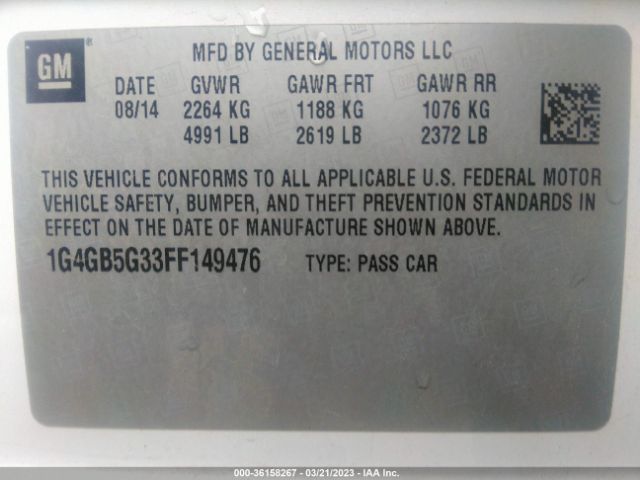 GM
MFD BY GENERAL MOTORS LLC
DATE GVWR GAWR FRT GAWR RR
08/14 2264 KG 1188 KG 1076 KG
4991 LB 2619 LB 2372 LB
THIS VEHICLE CONFORMS TO ALL APPLICABLE U.S. FEDERAL MOTOR
VEHICLE SAFETY, BUMPER, AND THEFT PREVENTION STANDARDS IN
EFFECT ON THE DATE OF MANUFACTURE SHOWN ABOVE.
1G4GB5G33FF149476 TYPE: PASS CAR
000-36158267 - 03/21/2023 - IAA Inc.